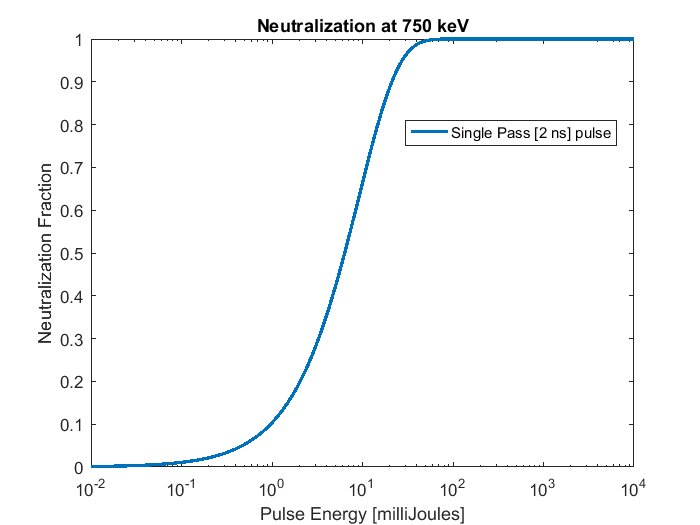 Neutralization at 750 keV
1
0.9
0.8
0.7
0.6
0.5
0.4
0.3
0.2
0.1
0
Neutralization Fraction
Single Pass [2 ns] pulse
10^-2 10^-1 10^0 10^1 10^2 10^3 10^4
Pulse Energy [milliJoules]